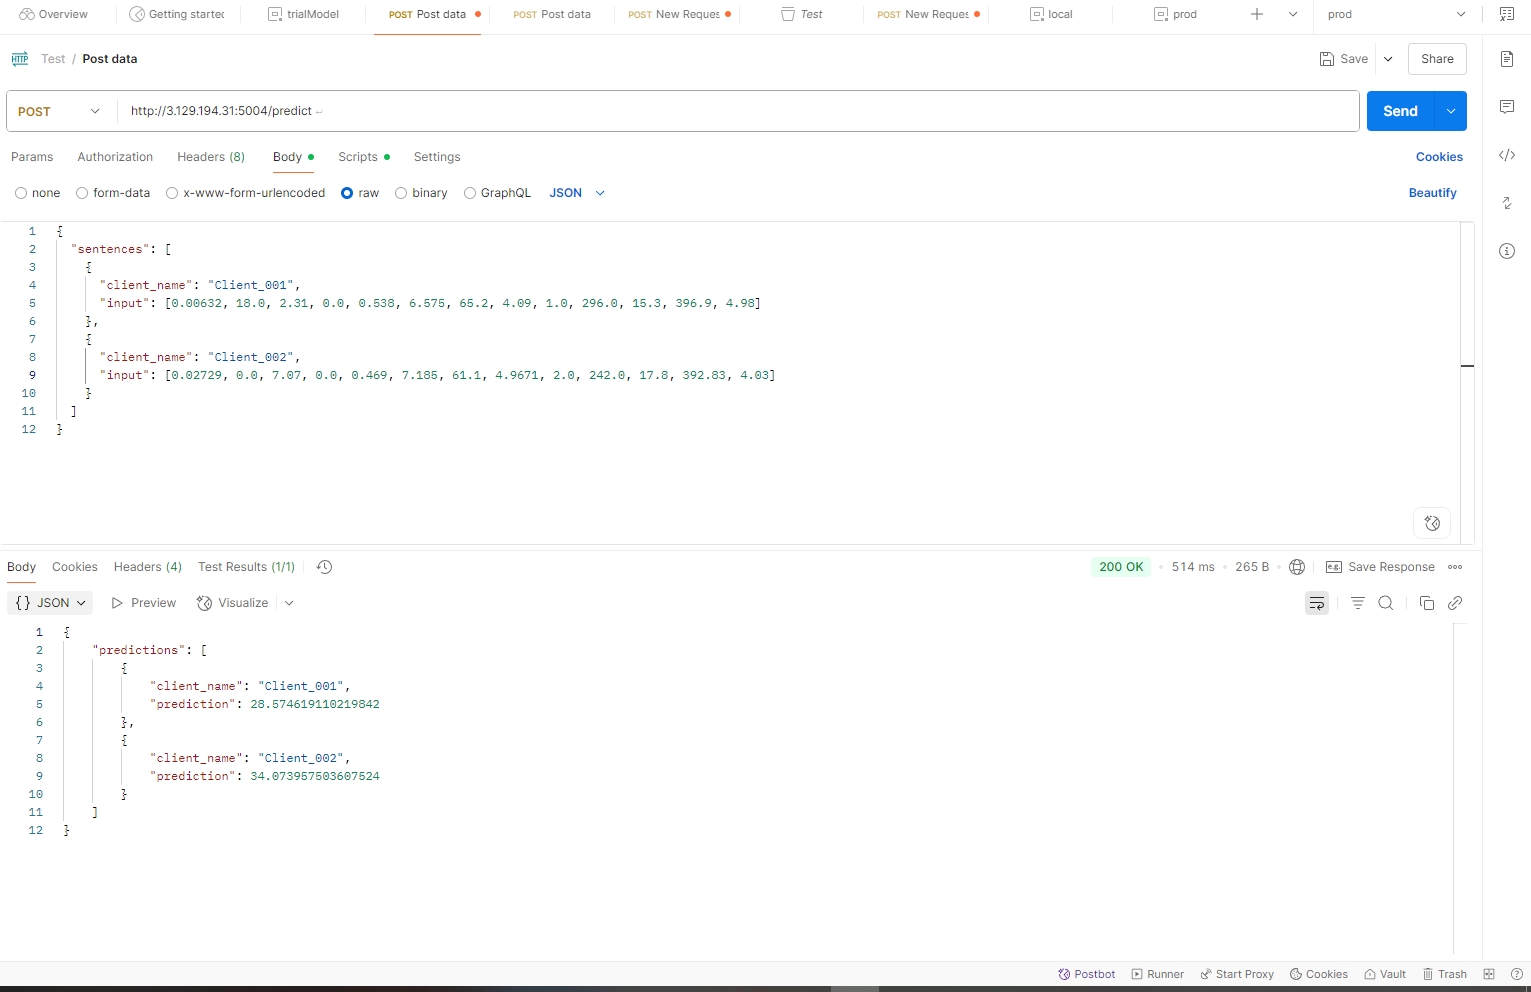 Overview Getting started trialModel POST Post data POST Post data POST New Reques Test POST New Reques local prod prod
HTTP Test / Post data Save Share
POST http://3.129.194.31:5004/predict Send
Params Authorization Headers (8) Body Scripts Settings Cookies
none form-data x-www-form-urlencoded raw binary GraphQL JSON Beautify
1 {
2 "sentences": [
3 {
4 "client_name": "Client_001",
5 "input": [0.00632, 18.0, 2.31, 0.0, 0.538, 6.575, 65.2, 4.09, 1.0, 296.0, 15.3, 396.9, 4.98]
6 },
7 {
8 "client_name": "Client_002",
9 "input": [0.02729, 0.0, 7.07, 0.0, 0.469, 7.185, 61.1, 4.9671, 2.0, 242.0, 17.8, 392.83, 4.03]
10 }
11 ]
12 }
Body Cookies Headers (4) Test Results (1/1) 200 OK • 514 ms • 265 B • e.g. Save Response
{} JSON Preview Visualize
1 {
2 "predictions": [
3 {
4 "client_name": "Client_001",
5 "prediction": 28.574619110219842
6 },
7 {
8 "client_name": "Client_002",
9 "prediction": 34.073957503607524
10 }
11 ]
12 }
Postbot Runner Start Proxy Cookies Vault Trash